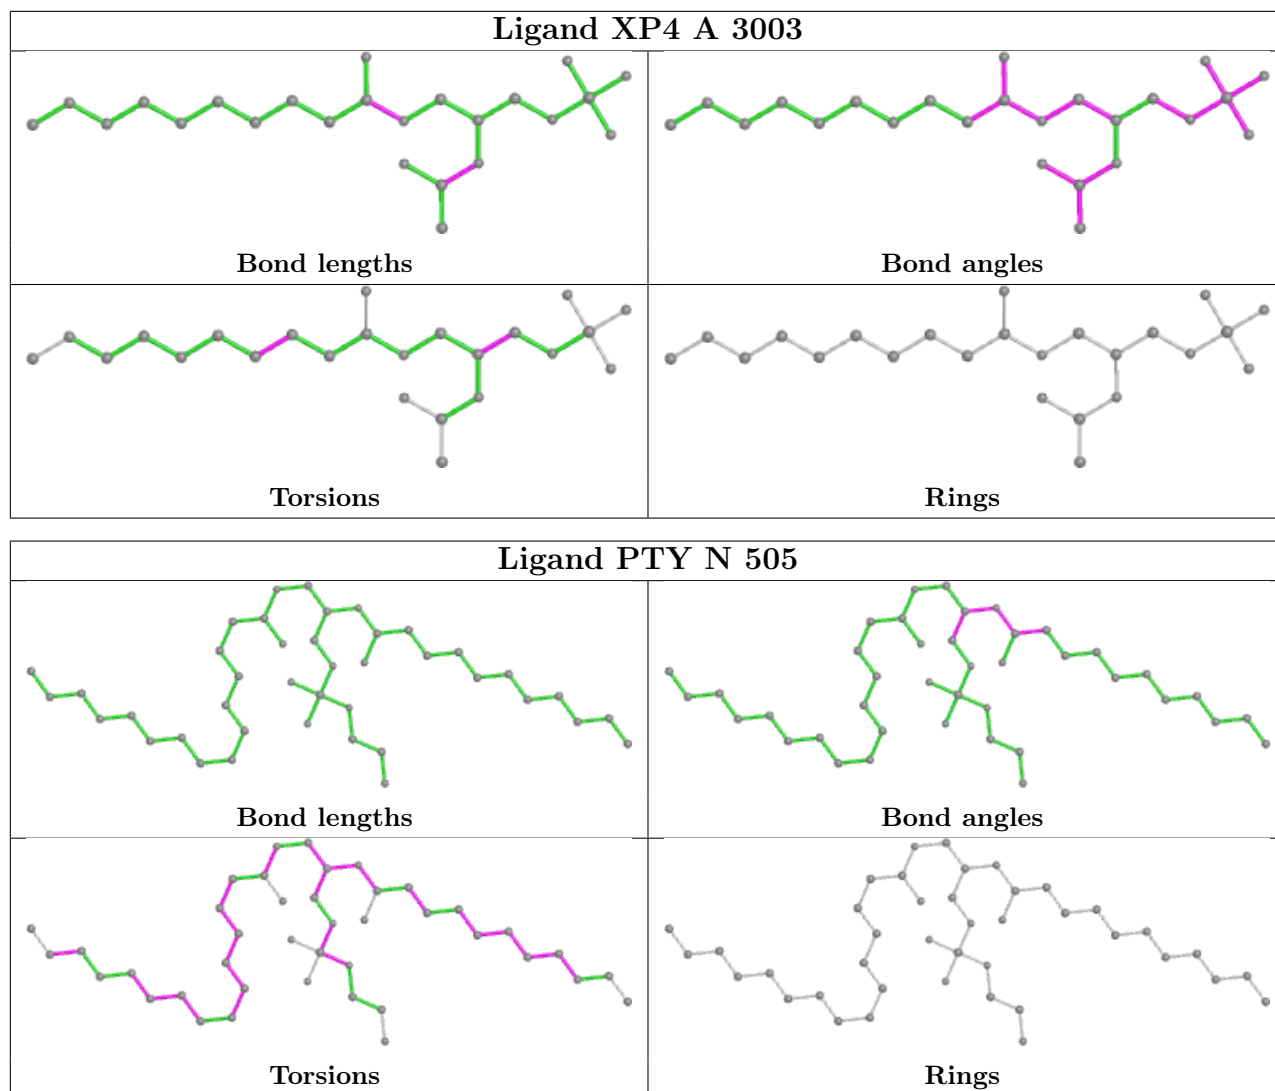 Ligand XP4 A 3003
Bond lengths
Bond angles
Torsions
Rings
Ligand PTY N 505
Bond lengths
Bond angles
Torsions
Rings